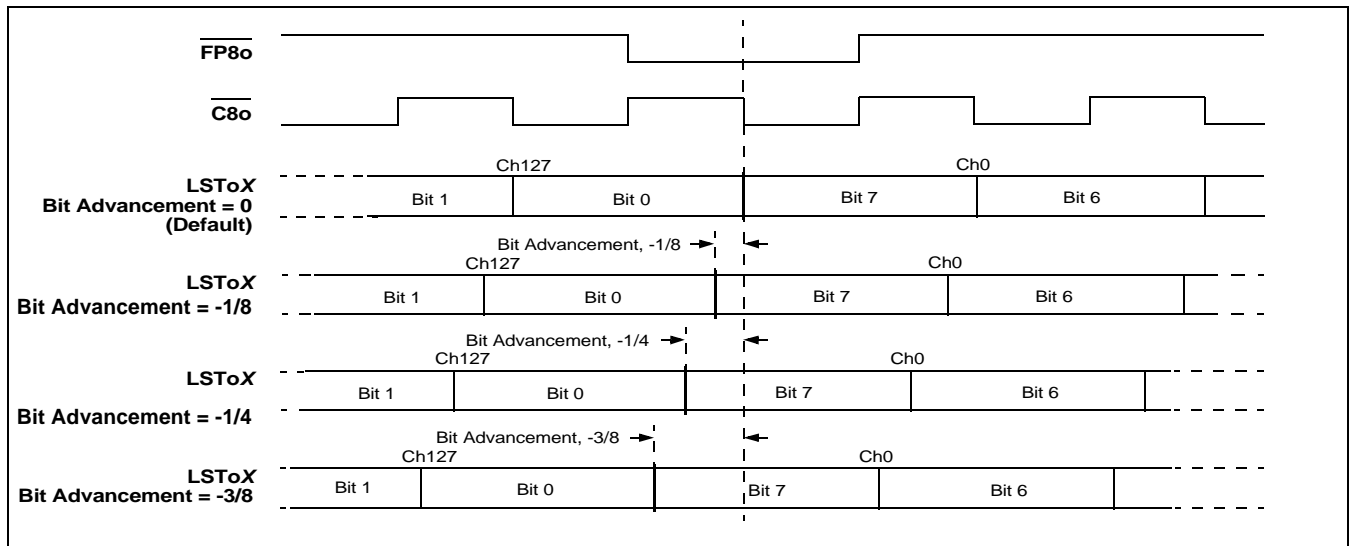 FP8o
C8o
Ch127 Ch0
LSToX
Bit Advancement = 0
(Default)
Bit 1 Bit 0 Bit 7 Bit 6
Bit Advancement, -1/8
Ch127 Ch0
LSToX
Bit Advancement = -1/8
Bit 1 Bit 0 Bit 7 Bit 6
Bit Advancement, -1/4
Ch127 Ch0
LSToX
Bit Advancement = -1/4
Bit 1 Bit 0 Bit 7 Bit 6
Bit Advancement, -3/8
Ch127 Ch0
LSToX
Bit Advancement = -3/8
Bit 1 Bit 0 Bit 7 Bit 6